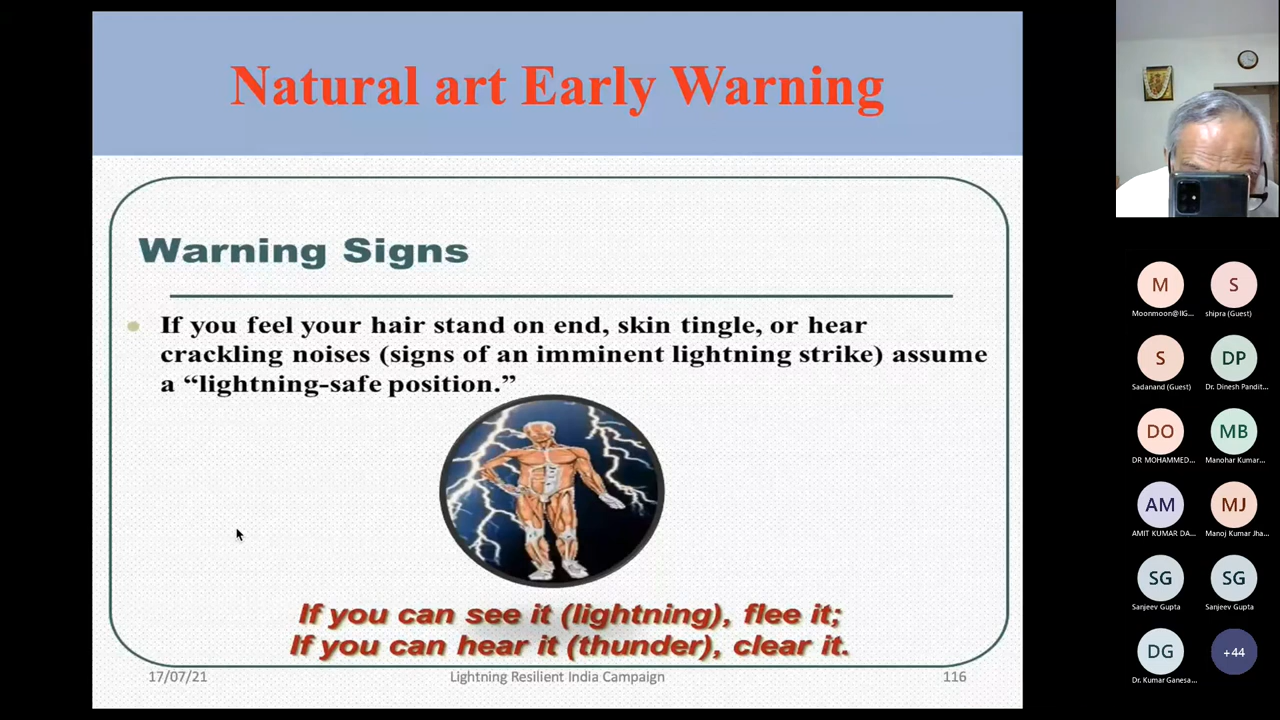 Natural art Early Warning
Warning Signs
If you feel your hair stand on end, skin tingle, or hear
crackling noises (signs of an imminent lightning strike) assume
a “lightning-safe position.”
If you can see it (lightning), flee it;
If you can hear it (thunder), clear it.
17/07/21
Lightning Resilient India Campaign
116
M
S
Moonmoon@IIG...
shipra (Guest)
S
DP
Sadanand (Guest)
Dr. Dinesh Pandit...
DO
MB
DR MOHAMMED...
Manohar Kumar...
AM
MJ
AMIT KUMAR DA...
Manoj Kumar Jha...
SG
SG
Sanjeev Gupta
Sanjeev Gupta
DG
+44
Dr. Kumar Ganesa...